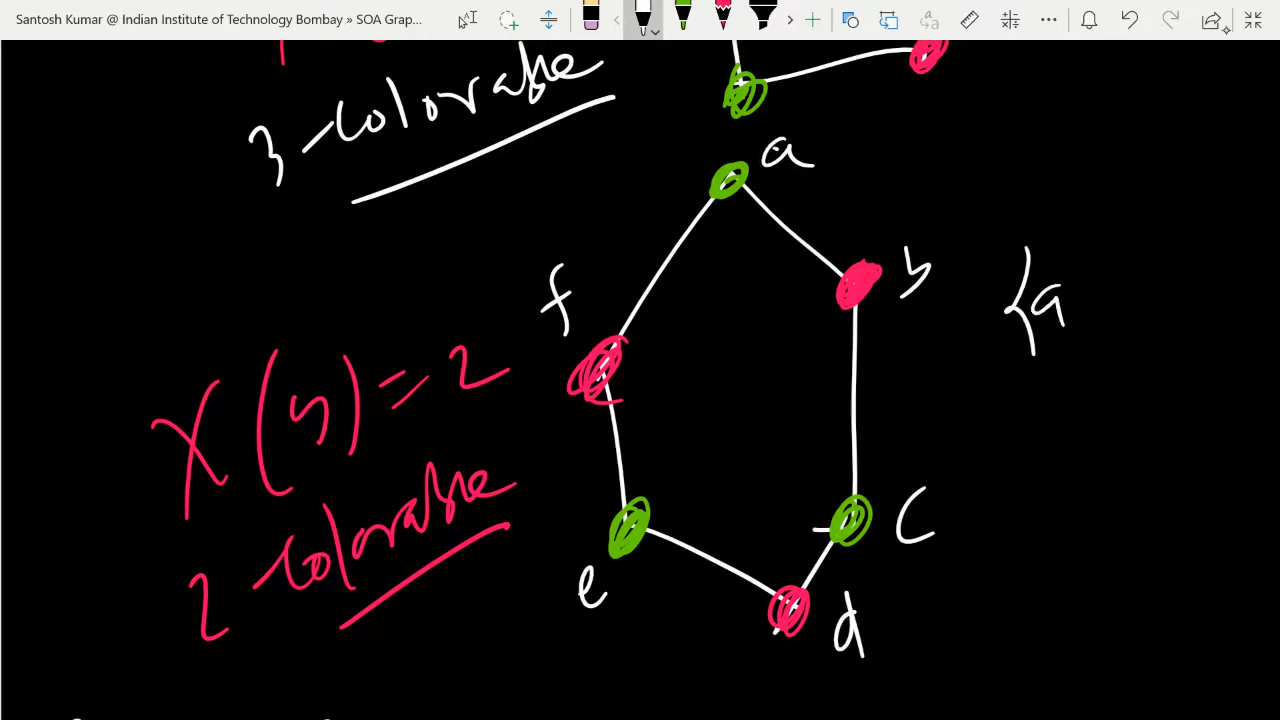 Santosh Kumar @ Indian Institute of Technology Bombay » SOA Grap...
3-colorable
a
b
{a
f
χ(G)=2
2-colorable
c
e
d